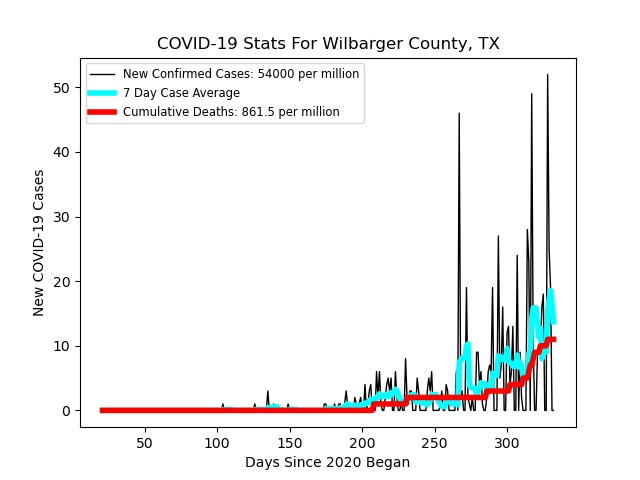 COVID-19 Stats For Wilbarger County, TX
New Confirmed Cases: 54000 per million
7 Day Case Average
Cumulative Deaths: 861.5 per million
New COVID-19 Cases
50
40
30
20
10
0
50 100 150 200 250 300
Days Since 2020 Began